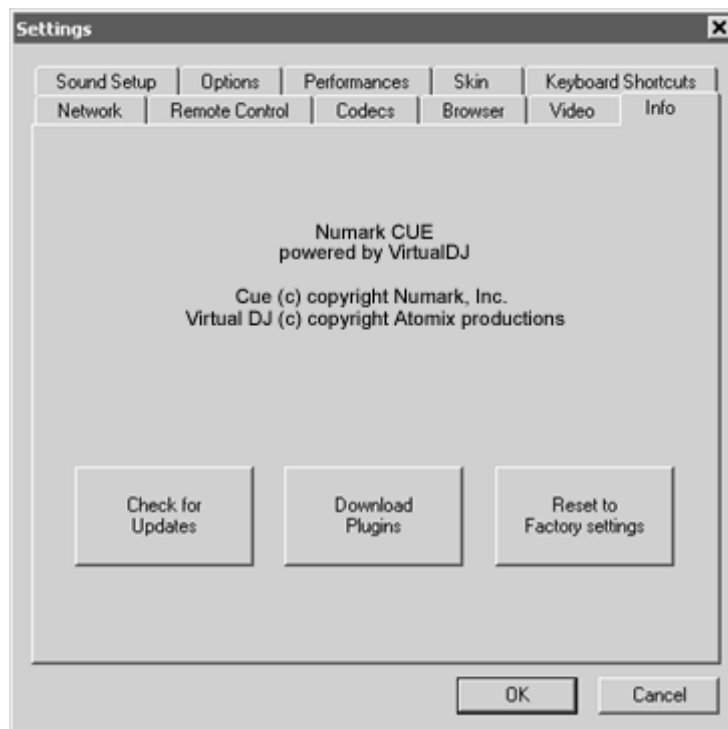 Settings
Sound Setup Options Performances Skin Keyboard Shortcuts
Network Remote Control Codecs Browser Video Info
Numark CUE
powered by VirtualDJ
Cue (c) copyright Numark, Inc.
Virtual DJ (c) copyright Atomix productions
Check for
Updates
Download
Plugins
Reset to
Factory settings
OK Cancel